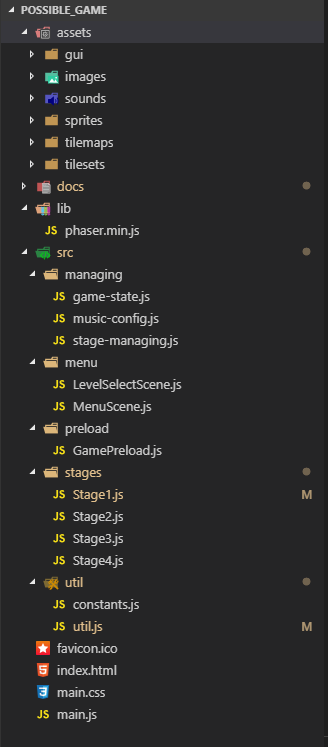 POSSIBLE_GAME
assets
gui
images
sounds
sprites
tilemaps
tilesets
docs
lib
JS phaser.min.js
src
managing
JS game-state.js
JS music-config.js
JS stage-managing.js
menu
JS LevelSelectScene.js
JS MenuScene.js
preload
JS GamePreload.js
stages
JS Stage1.js M
JS Stage2.js
JS Stage3.js
JS Stage4.js
util
JS constants.js
JS util.js M
favicon.ico
index.html
main.css
JS main.js